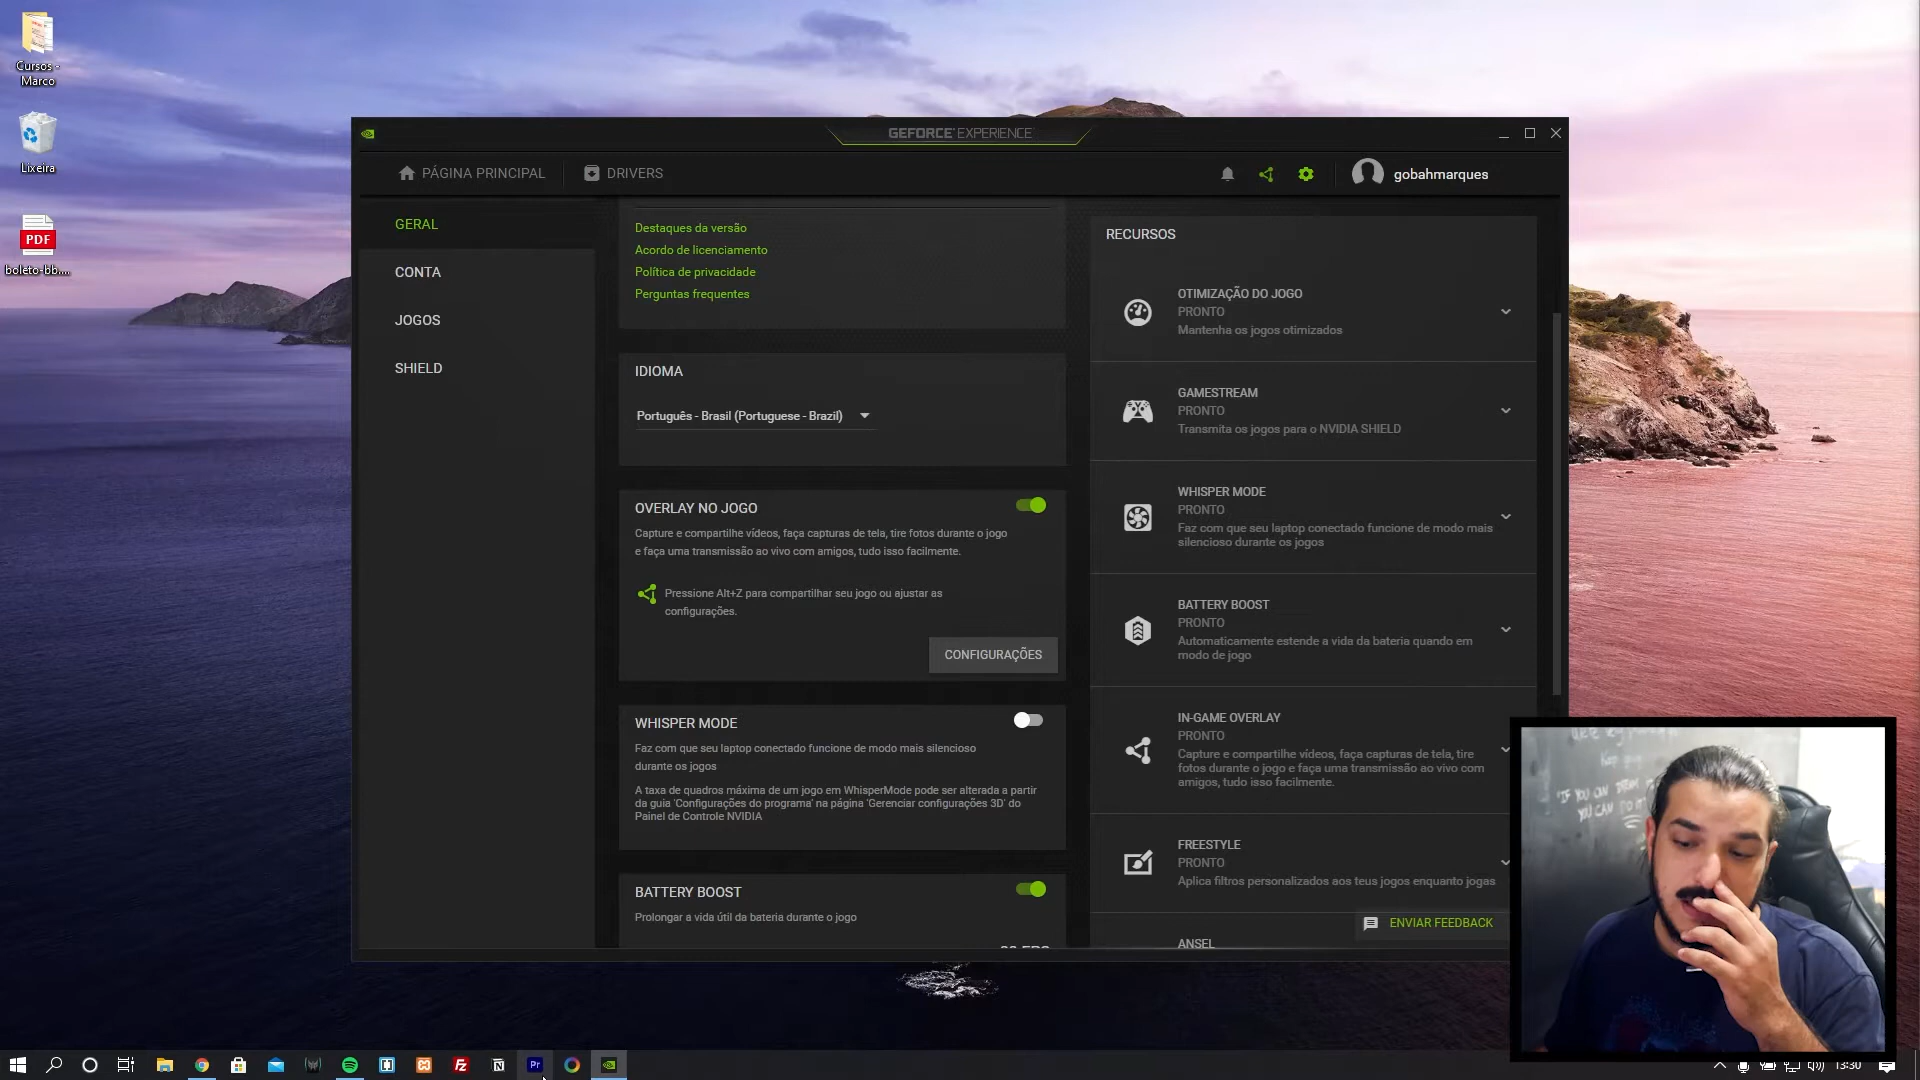 Cursos -
Marco
Lixeira
PDF
boleto-bb....
GEFORCE EXPERIENCE
PÁGINA PRINCIPAL
DRIVERS
gobahmarques
GERAL
CONTA
JOGOS
SHIELD
Destaques da versão
Acordo de licenciamento
Política de privacidade
Perguntas frequentes
IDIOMA
Português - Brasil (Portuguese - Brazil)
OVERLAY NO JOGO
Capture e compartilhe vídeos, faça capturas de tela, tire fotos durante o jogo
e faça uma transmissão ao vivo com amigos, tudo isso facilmente.
Pressione Alt+Z para compartilhar seu jogo ou ajustar as
configurações.
CONFIGURAÇÕES
WHISPER MODE
Faz com que seu laptop conectado funcione de modo mais silencioso
durante os jogos
A taxa de quadros máxima de um jogo em WhisperMode pode ser alterada a partir
da guia 'Configurações do programa' na página 'Gerenciar configurações 3D' do
Painel de Controle NVIDIA
BATTERY BOOST
Prolongar a vida útil da bateria durante o jogo
RECURSOS
OTIMIZAÇÃO DO JOGO
PRONTO
Mantenha os jogos otimizados
GAMESTREAM
PRONTO
Transmita os jogos para o NVIDIA SHIELD
WHISPER MODE
PRONTO
Faz com que seu laptop conectado funcione de modo mais
silencioso durante os jogos
BATTERY BOOST
PRONTO
Automaticamente estende a vida da bateria quando em
modo de jogo
IN-GAME OVERLAY
PRONTO
Capture e compartilhe vídeos, faça capturas de tela, tire
fotos durante o jogo e faça uma transmissão ao vivo com
amigos, tudo isso facilmente.
FREESTYLE
PRONTO
Aplica filtros personalizados aos teus jogos enquanto jogas
ENVIAR FEEDBACK
ANSEL
"IF YOU CAN DREAM
YOU CAN DO IT
Pr
Fz
N
13:30